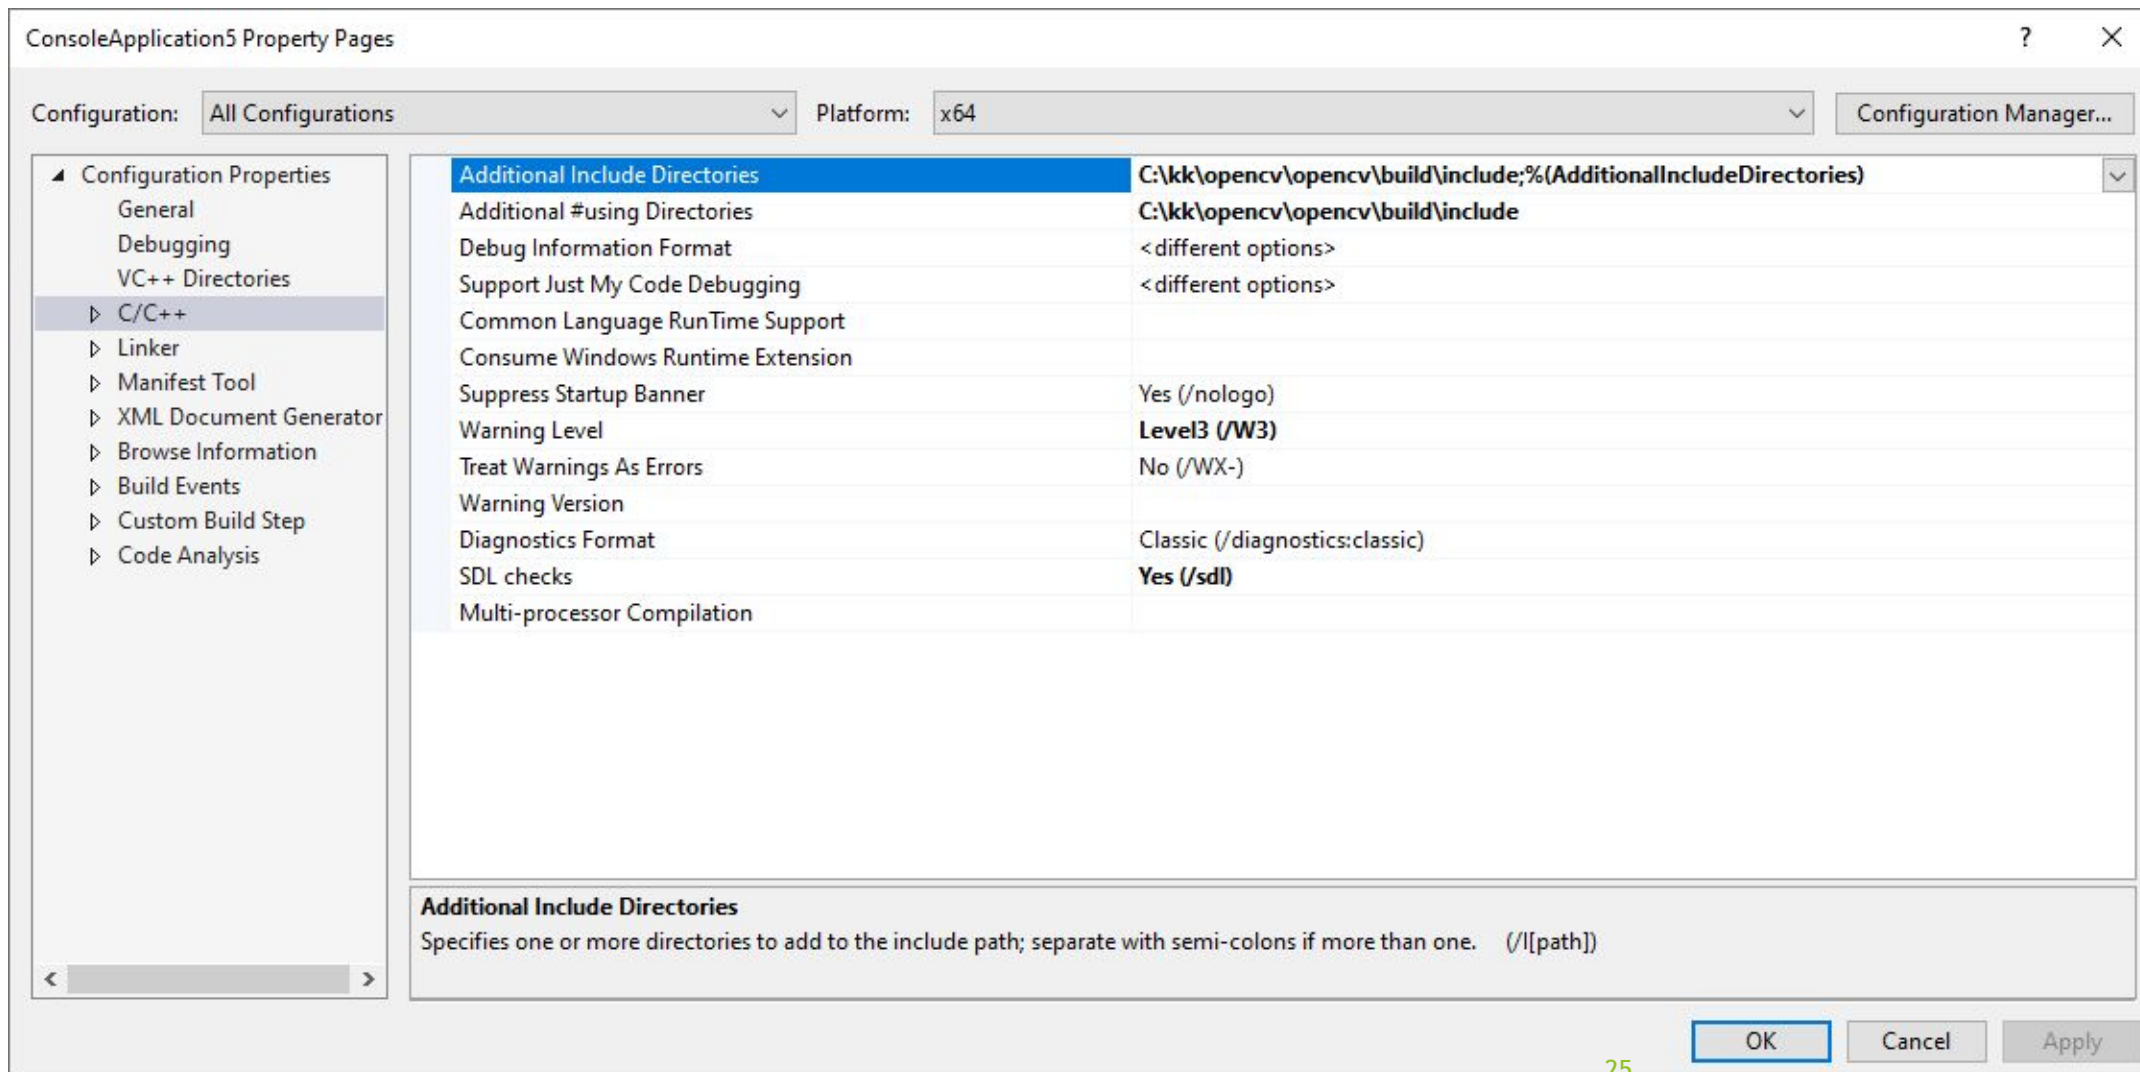 ConsoleApplication5 Property Pages
Configuration: All Configurations Platform: x64 Configuration Manager...
Configuration Properties
General
Debugging
VC++ Directories
C/C++
Linker
Manifest Tool
XML Document Generator
Browse Information
Build Events
Custom Build Step
Code Analysis
Additional Include Directories C:\kk\opencv\opencv\build\include;%(AdditionalIncludeDirectories)
Additional #using Directories C:\kk\opencv\opencv\build\include
Debug Information Format <different options>
Support Just My Code Debugging <different options>
Common Language RunTime Support
Consume Windows Runtime Extension
Suppress Startup Banner Yes (/nologo)
Warning Level Level3 (/W3)
Treat Warnings As Errors No (/WX-)
Warning Version
Diagnostics Format Classic (/diagnostics:classic)
SDL checks Yes (/sdl)
Multi-processor Compilation
Additional Include Directories
Specifies one or more directories to add to the include path; separate with semi-colons if more than one. (/I[path])
OK Cancel Apply
25